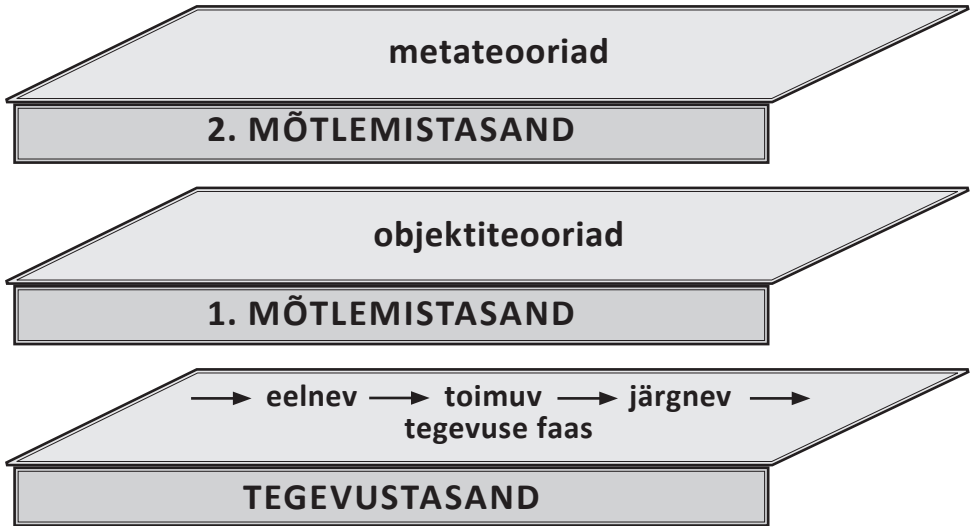 metateooriad
2. MÕTLEMISTASAND
objektiteooriad
1. MÕTLEMISTASAND
eelnev toimuv järgnev
tegevuse faas
TEGEVUSTASAND